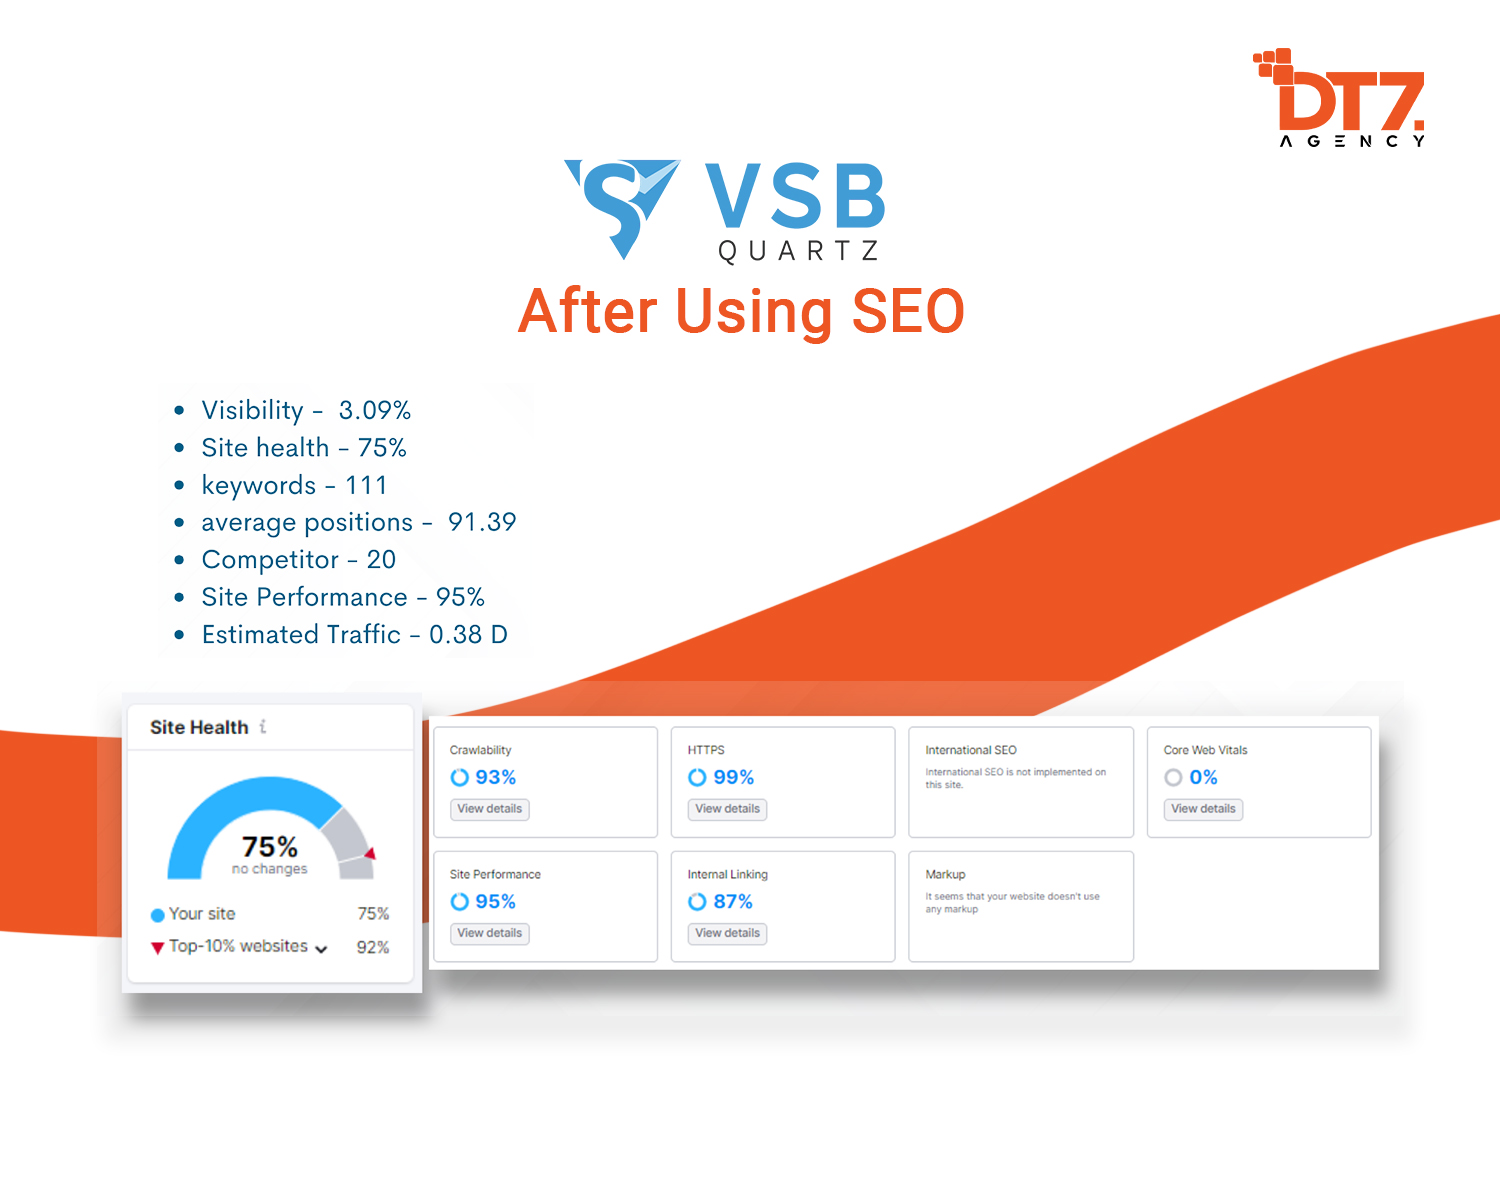 DT7.
AGENCY
VSB
QUARTZ
After Using SEO
• Visibility - 3.09%
• Site health - 75%
• keywords - 111
• average positions - 91.39
• Competitor - 20
• Site Performance - 95%
• Estimated Traffic - 0.38 D
Site Health i
75%
no changes
Your site 75%
Top-10% websites 92%
Crawlability
93%
View details
HTTPS
99%
View details
International SEO
International SEO is not implemented on
this site.
Core Web Vitals
0%
View details
Site Performance
95%
View details
Internal Linking
87%
View details
Markup
It seems that your website doesn't use
any markup